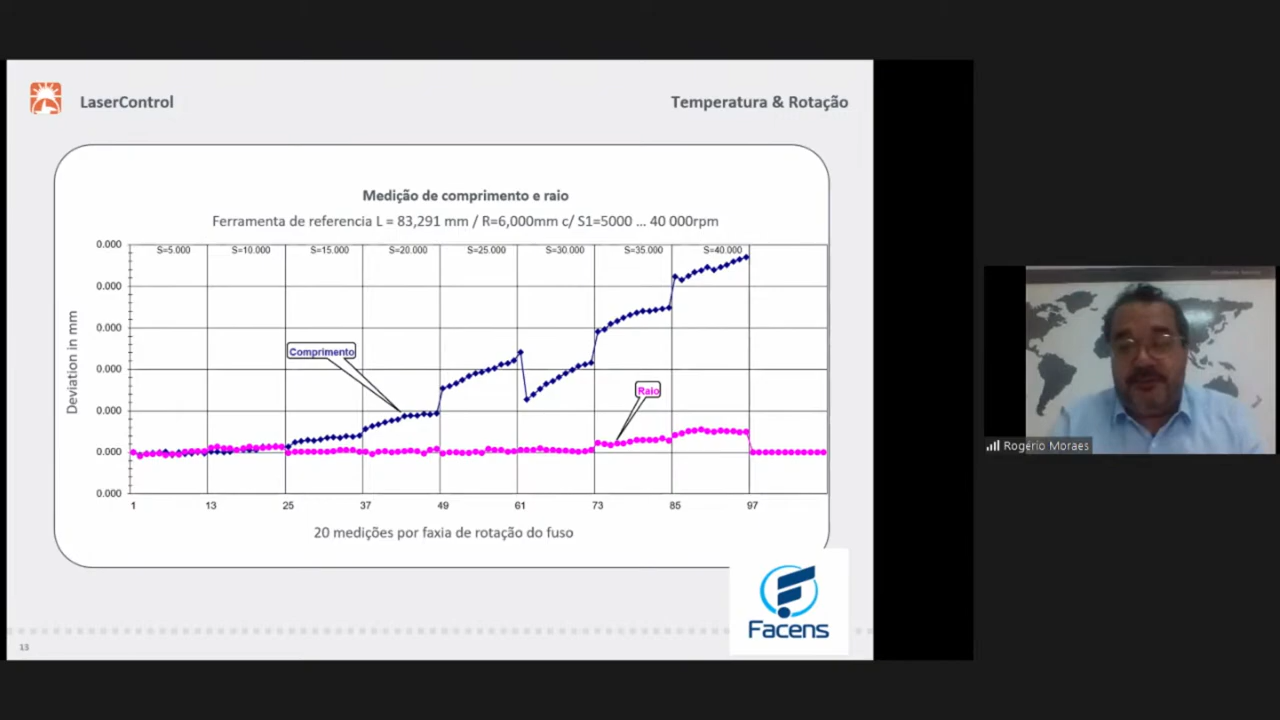 LaserControl
Temperatura & Rotação
Medição de comprimento e raio
Ferramenta de referencia L = 83,291 mm / R=6,000mm c/ S1=5000 ... 40 000rpm
0.000
S=5.000 S=10.000 S=15.000 S=20.000 S=25.000 S=30.000 S=35.000 S=40.000
0.000
0.000
Comprimento
0.000
Raio
0.000
0.000
0.000
Deviation in mm
1 13 25 37 49 61 73 85 97
20 medições por faxia de rotação do fuso
Facens
13
Rogério Moraes